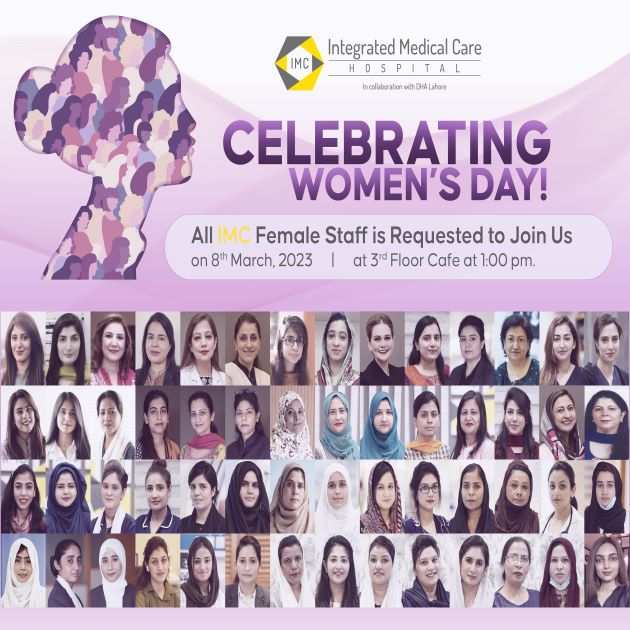 IMC
Integrated Medical Care
HOSPITAL
In collaboration with DHA Lahore
CELEBRATING
WOMEN'S DAY!
All IMC Female Staff is Requested to Join Us
on 8th March, 2023 | at 3rd Floor Cafe at 1:00 pm.